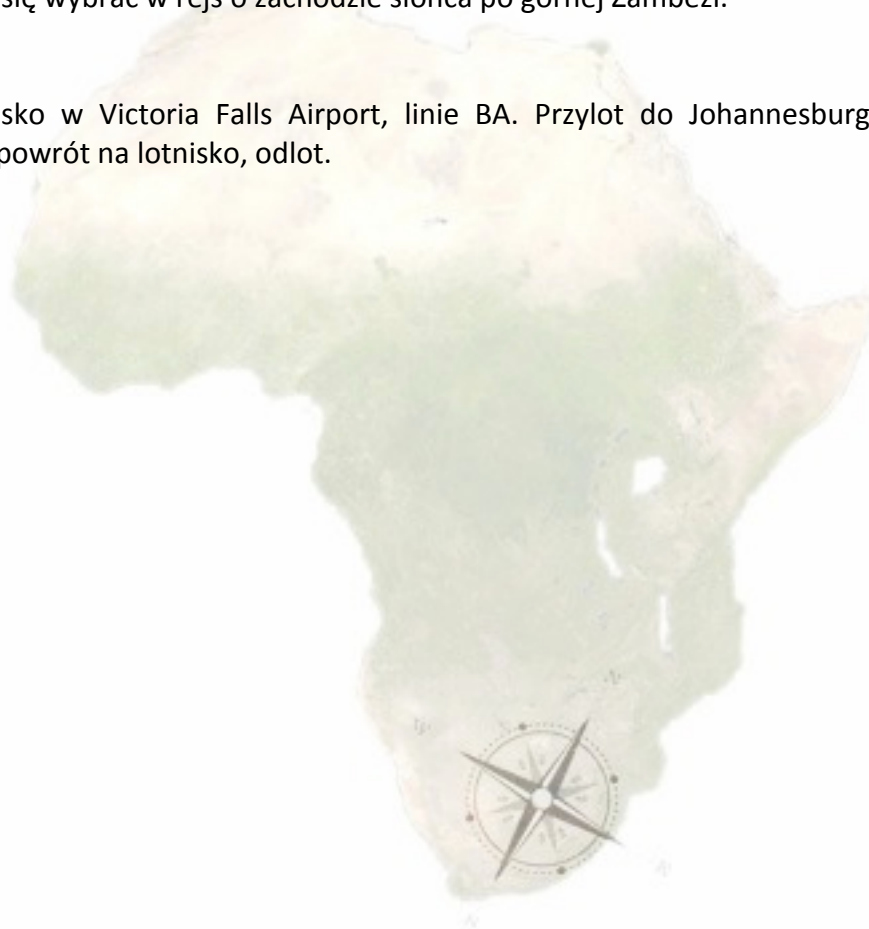 się wybrać w rejs o zachodzie słońca po górnej Zambezi.
sko w Victoria Falls Airport, linie BA. Przylot do Johannesburg
powrót na lotnisko, odlot.